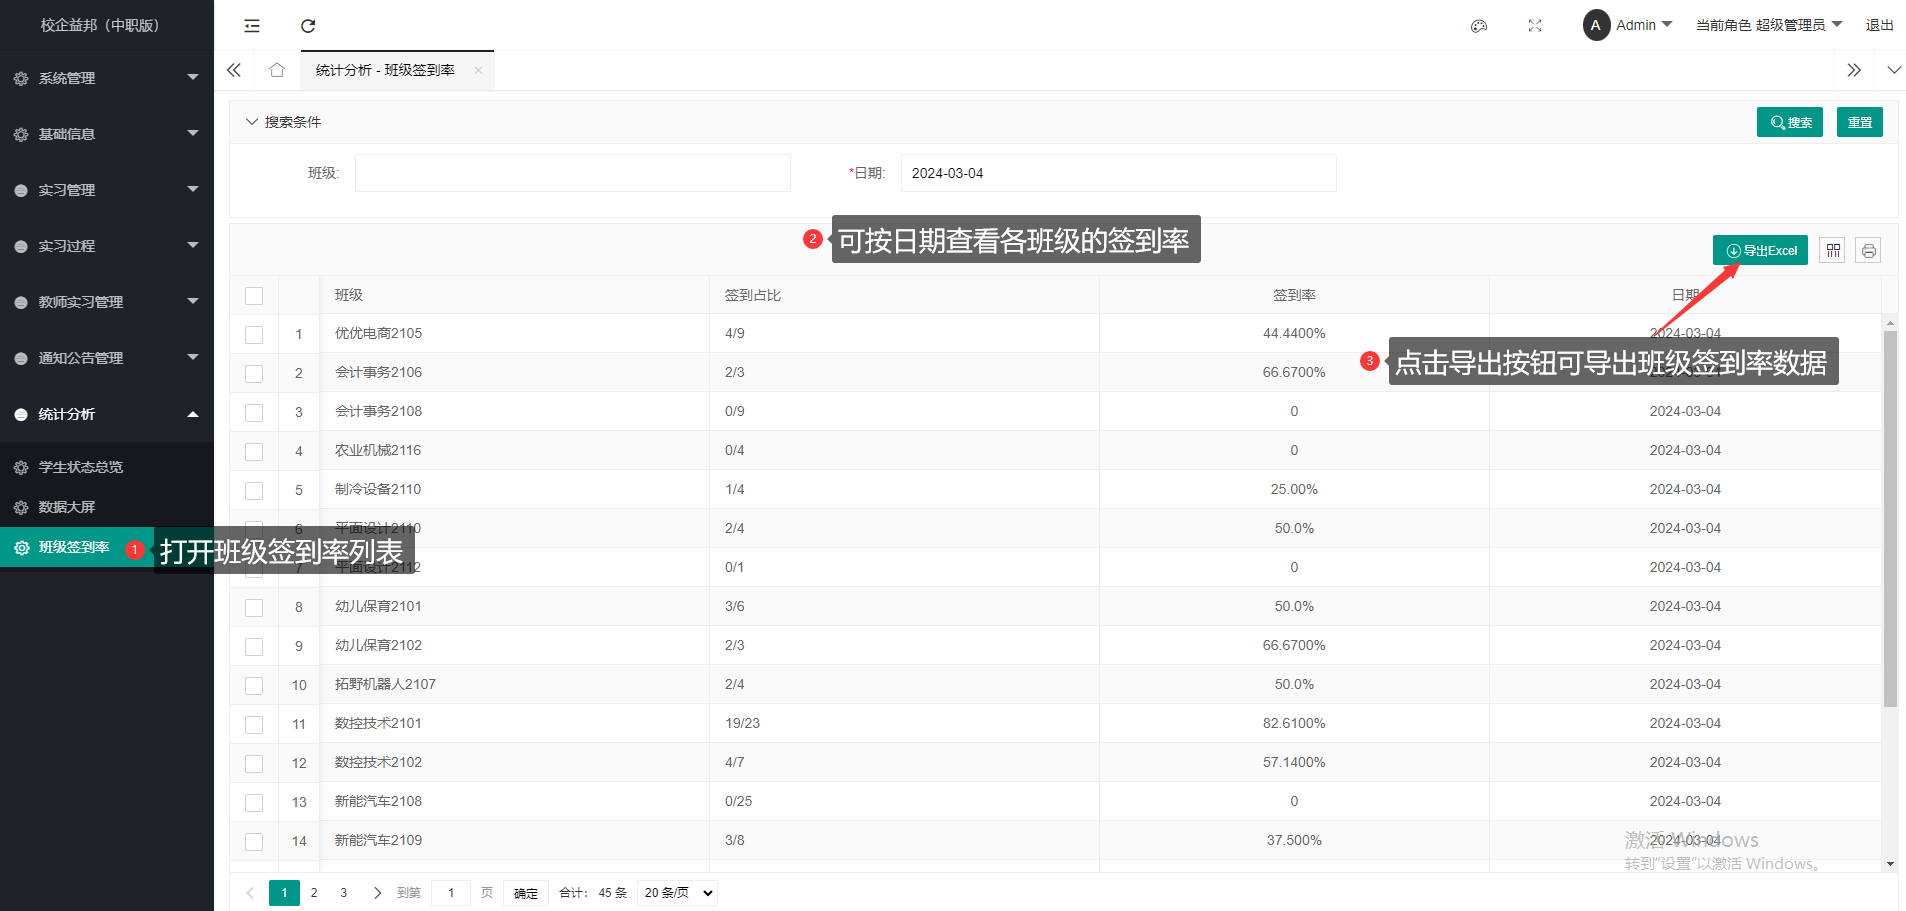 校企益邦（中职版）
A Admin 当前角色 超级管理员 退出
系统管理
统计分析 - 班级签到率
基础信息
搜索条件
搜索 重置
实习管理
班级: *日期: 2024-03-04
实习过程
2 可按日期查看各班级的签到率
导出Excel
教师实习管理
班级 签到占比 签到率 日期
1 优优电商2105 4/9 44.4400% 2024-03-04
通知公告管理
3 点击导出按钮可导出班级签到率数据
2 会计事务2106 2/3 66.6700%
统计分析
3 会计事务2108 0/9 0 2024-03-04
4 农业机械2116 0/4 0 2024-03-04
学生状态总览
5 制冷设备2110 1/4 25.00% 2024-03-04
数据大屏
6 平面设计2110 2/4 50.0% 2024-03-04
班级签到率
1 打开班级签到率列表
7 平面设计2112 0/1 0 2024-03-04
8 幼儿保育2101 3/6 50.0% 2024-03-04
9 幼儿保育2102 2/3 66.6700% 2024-03-04
10 拓野机器人2107 2/4 50.0% 2024-03-04
11 数控技术2101 19/23 82.6100% 2024-03-04
12 数控技术2102 4/7 57.1400% 2024-03-04
13 新能汽车2108 0/25 0 2024-03-04
14 新能汽车2109 3/8 37.500% 2024-03-04
激活 Windows
转到“设置”以激活 Windows。
1 2 3 到第 1 页 确定 合计： 45 条 20 条/页